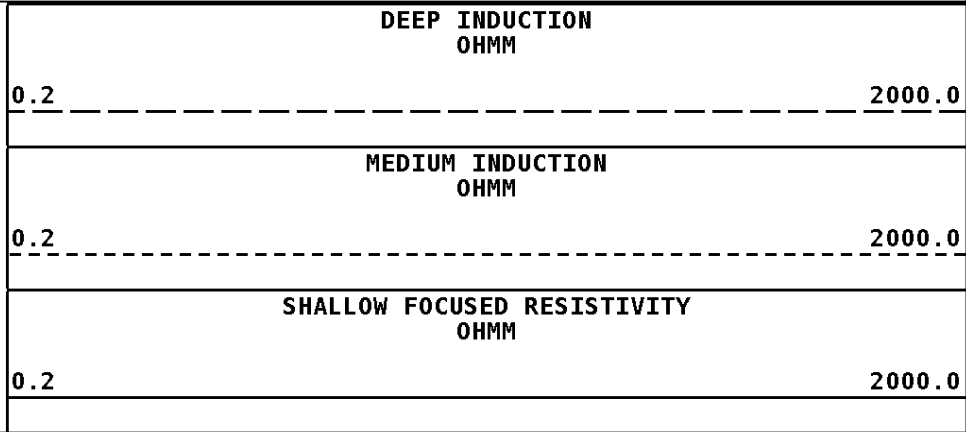 DEEP INDUCTION
OHMM
0.2 2000.0
MEDIUM INDUCTION
OHMM
0.2 2000.0
SHALLOW FOCUSED RESISTIVITY
OHMM
0.2 2000.0